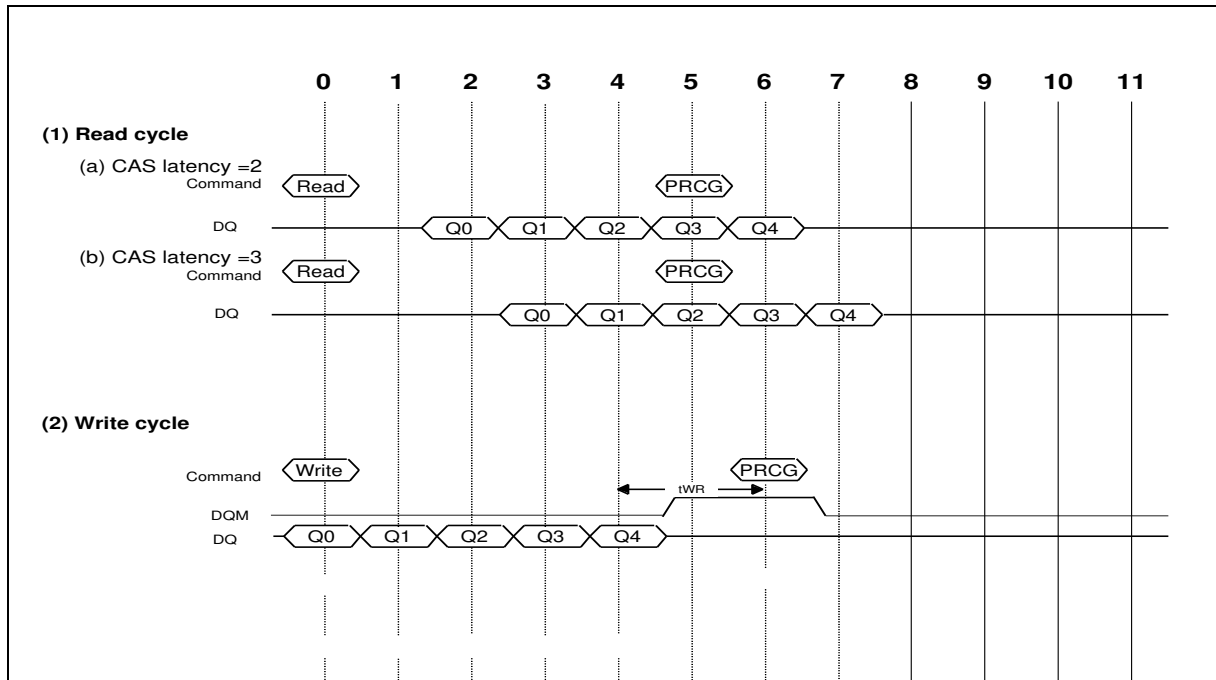 0 1 2 3 4 5 6 7 8 9 10 11
(1) Read cycle
(a) CAS latency =2
Command Read PRCG
DQ Q0 Q1 Q2 Q3 Q4
(b) CAS latency =3
Command Read PRCG
DQ Q0 Q1 Q2 Q3 Q4
(2) Write cycle
Command Write PRCG
tWR
DQM
DQ Q0 Q1 Q2 Q3 Q4